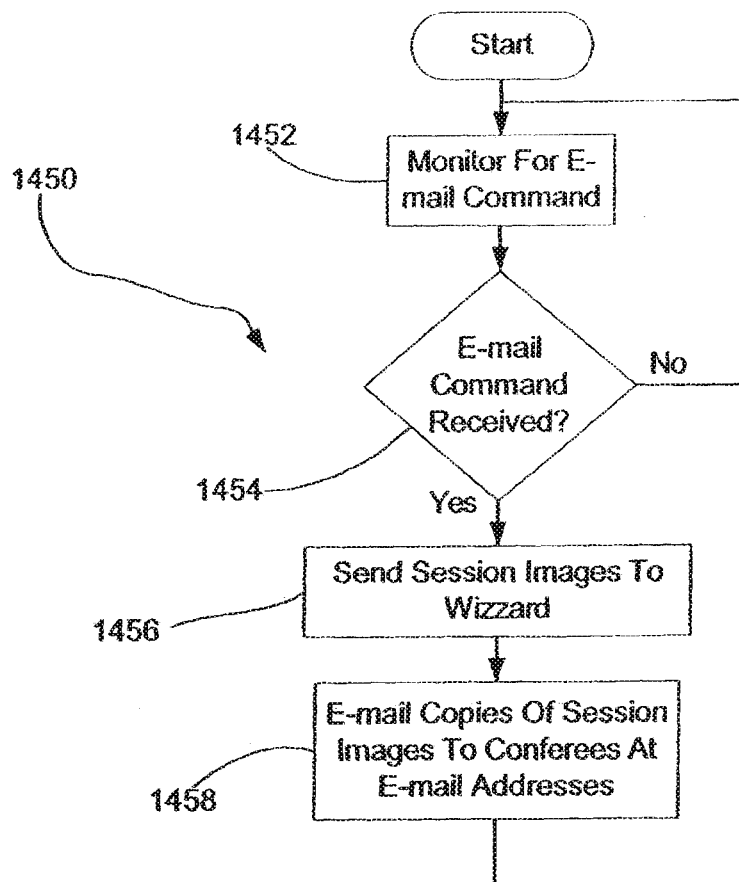 Start
1452
Monitor For E-
mail Command
1450
E-mail
Command
Received?
No
1454
Yes
Send Session Images To
Wizzard
1456
E-mail Copies Of Session
Images To Conferees At
E-mail Addresses
1458